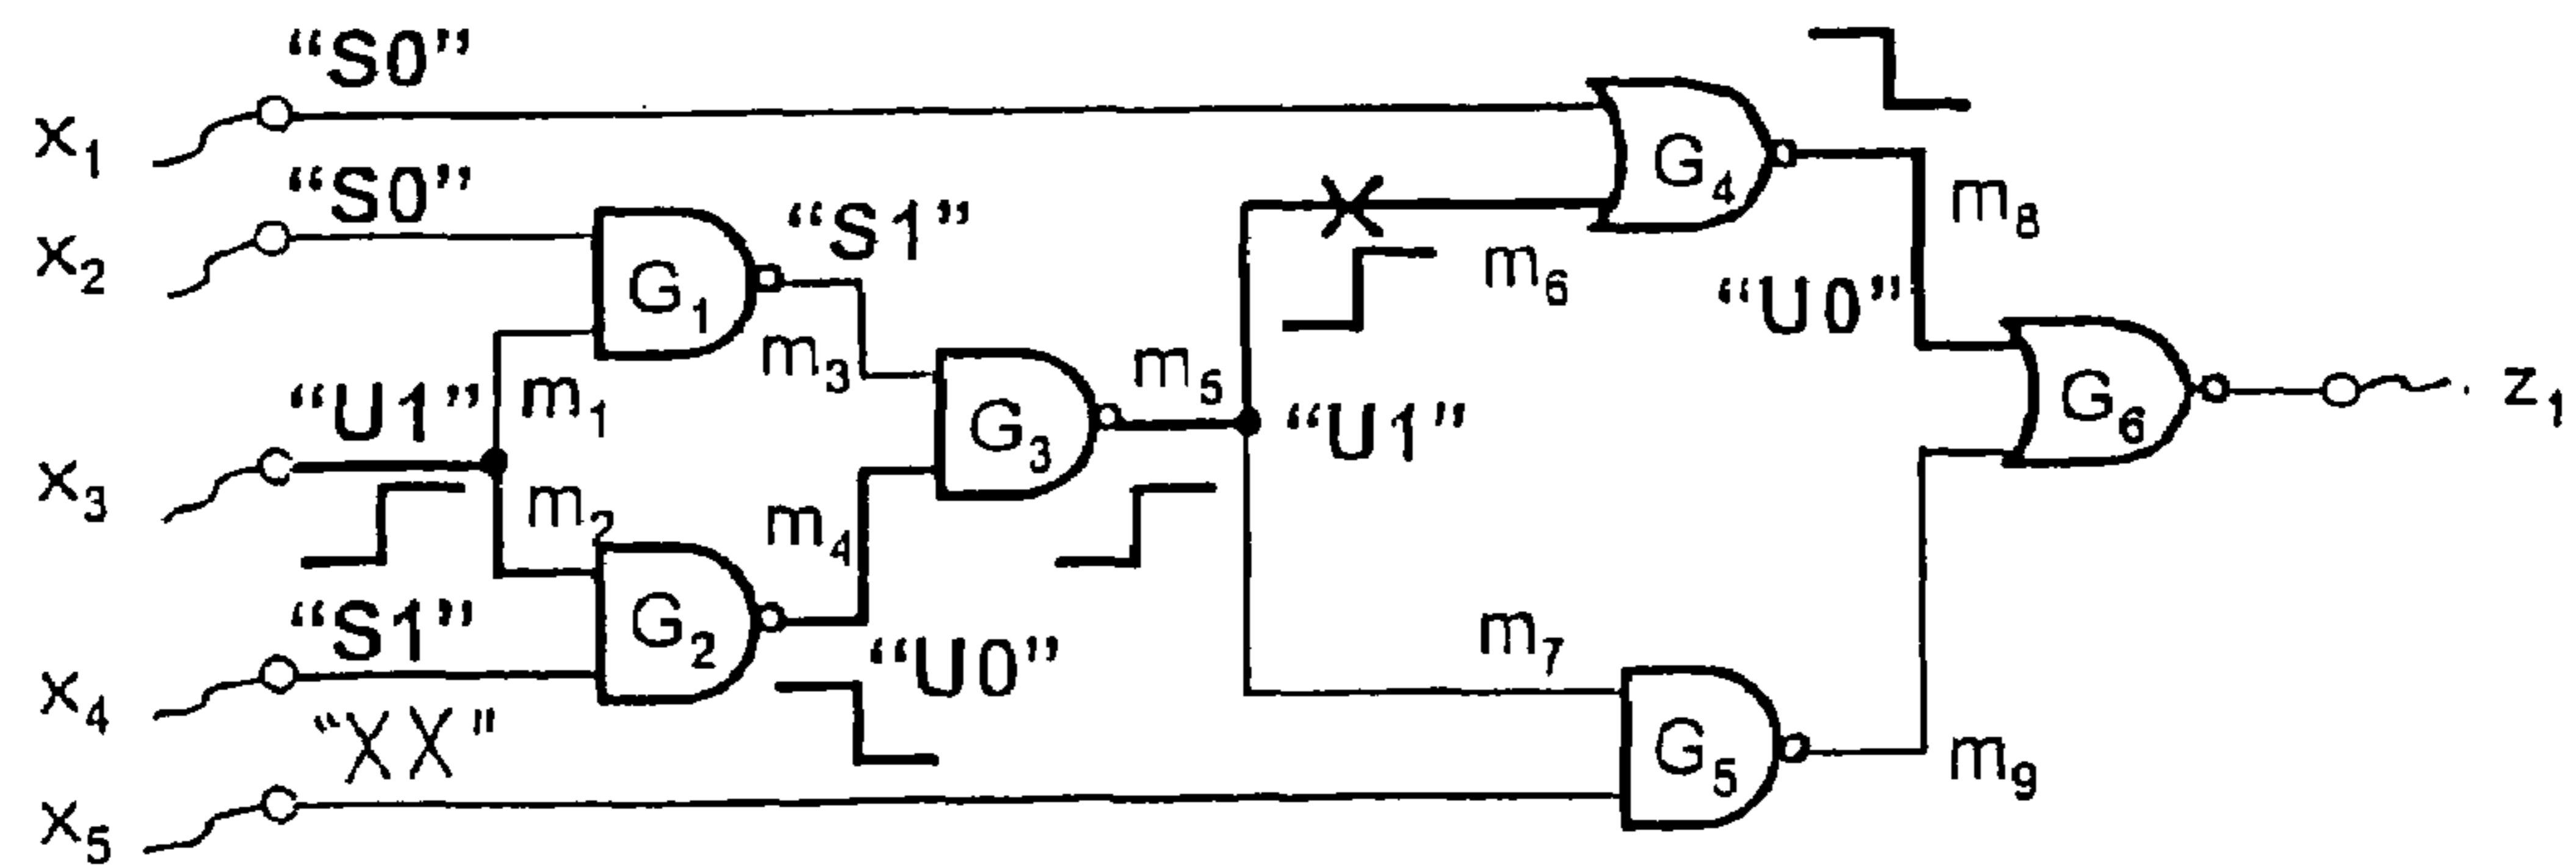 “S0”
x1
“S0”
x2
G1
“S1”
m3
“U1”
m1
x3
m2
“S1”
x4
G2
m4
“U0”
“XX”
x5
G3
m5
“U1”
m6
G4
m8
“U0”
m7
G5
m9
G6
z1